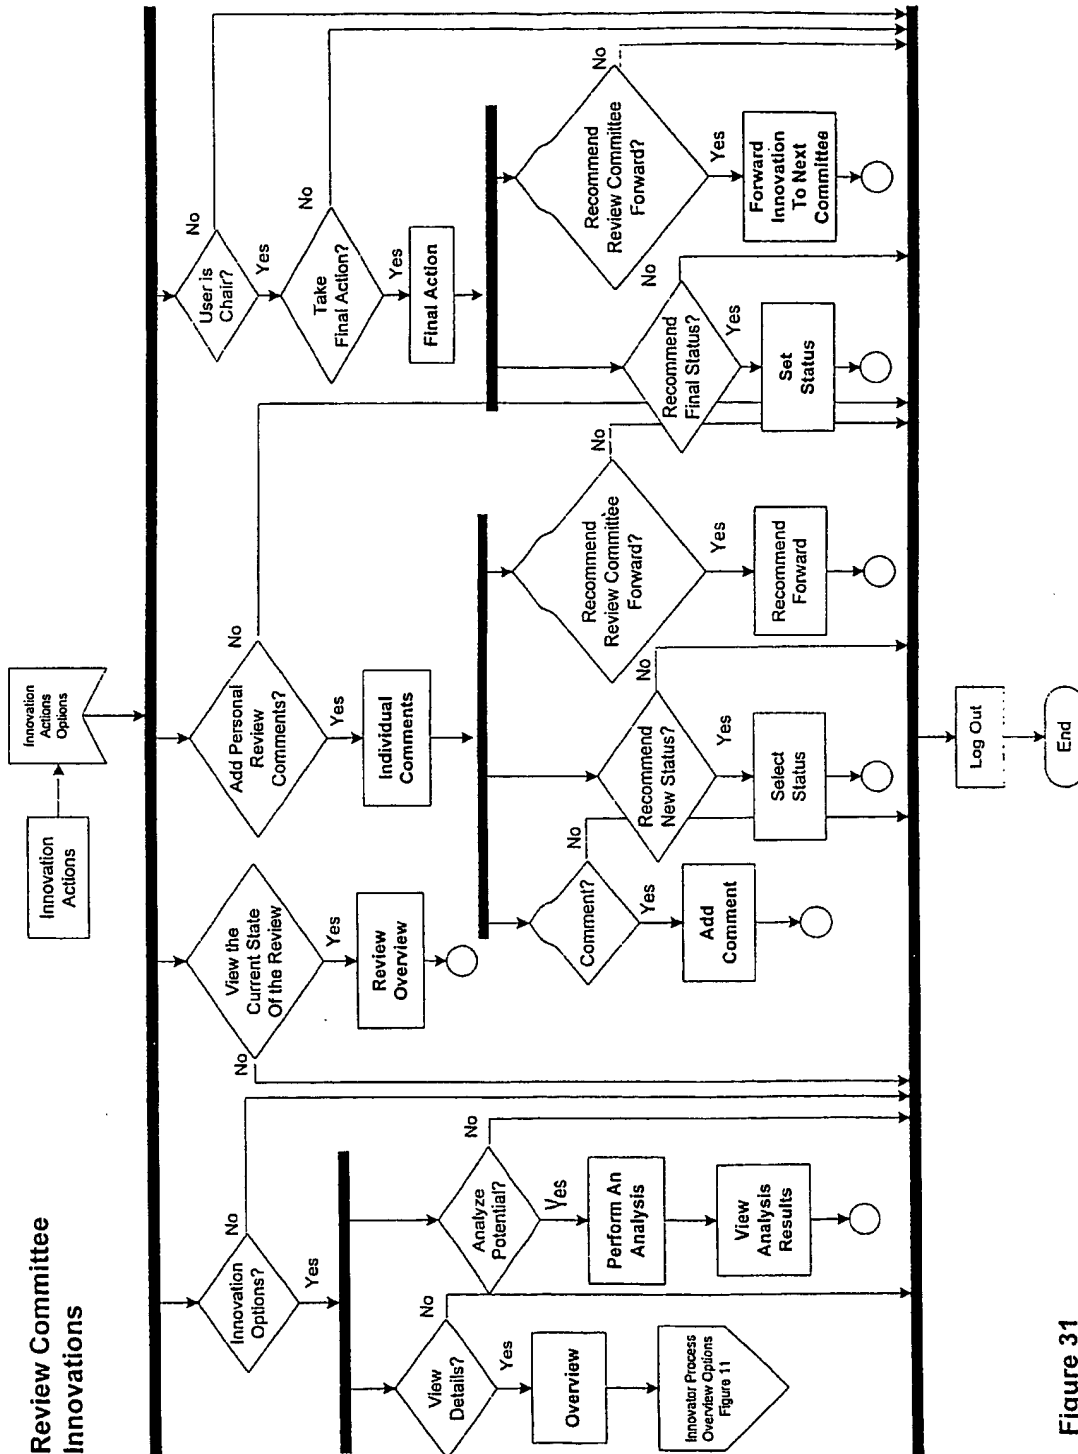 Review Committee
Innovations
Innovation
Actions
Innovation
Actions
Options
Innovation
Options?
No
Yes
View
Details?
No
Yes
Overview
Innovator Process
Overview Options
Figure 11
Analyze
Potential?
No
Yes
Perform An
Analysis
View
Analysis
Results
View the
Current State
Of the Review
No
Yes
Review
Overview
Add Personal
Review
Comments?
No
Yes
Individual
Comments
Comment?
No
Yes
Add
Comment
Recommend
New Status?
No
Yes
Select
Status
Recommend
Review Committee
Forward?
No
Yes
Recommend
Forward
User is
Chair?
No
Yes
Take
Final Action?
No
Yes
Final Action
Recommend
Final Status?
No
Yes
Set
Status
Recommend
Review Committee
Forward?
No
Yes
Forward
Innovation
To Next
Committee
Log Out
End
Figure 31